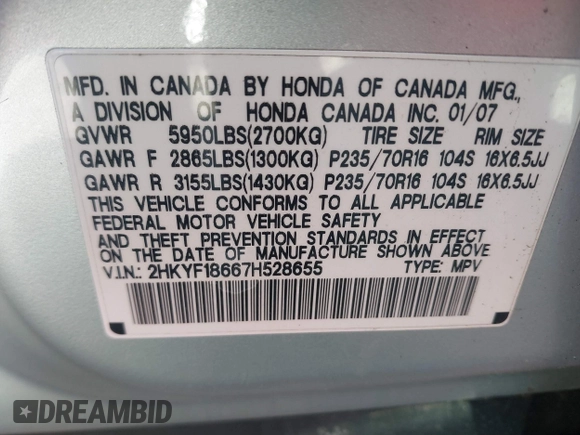 MFD. IN CANADA BY HONDA OF CANADA MFG.,
A DIVISION OF HONDA CANADA INC. 01/07
GVWR 5950LBS(2700KG) TIRE SIZE RIM SIZE
GAWR F 2865LBS(1300KG) P235/70R16 104S 16X6.5JJ
GAWR R 3155LBS(1430KG) P235/70R16 104S 16X6.5JJ
THIS VEHICLE CONFORMS TO ALL APPLICABLE
FEDERAL MOTOR VEHICLE SAFETY
AND THEFT PREVENTION STANDARDS IN EFFECT
ON THE DATE OF MANUFACTURE SHOWN ABOVE.
V.I.N.: 2HKYF18667H528655 TYPE: MPV
DREAMBID